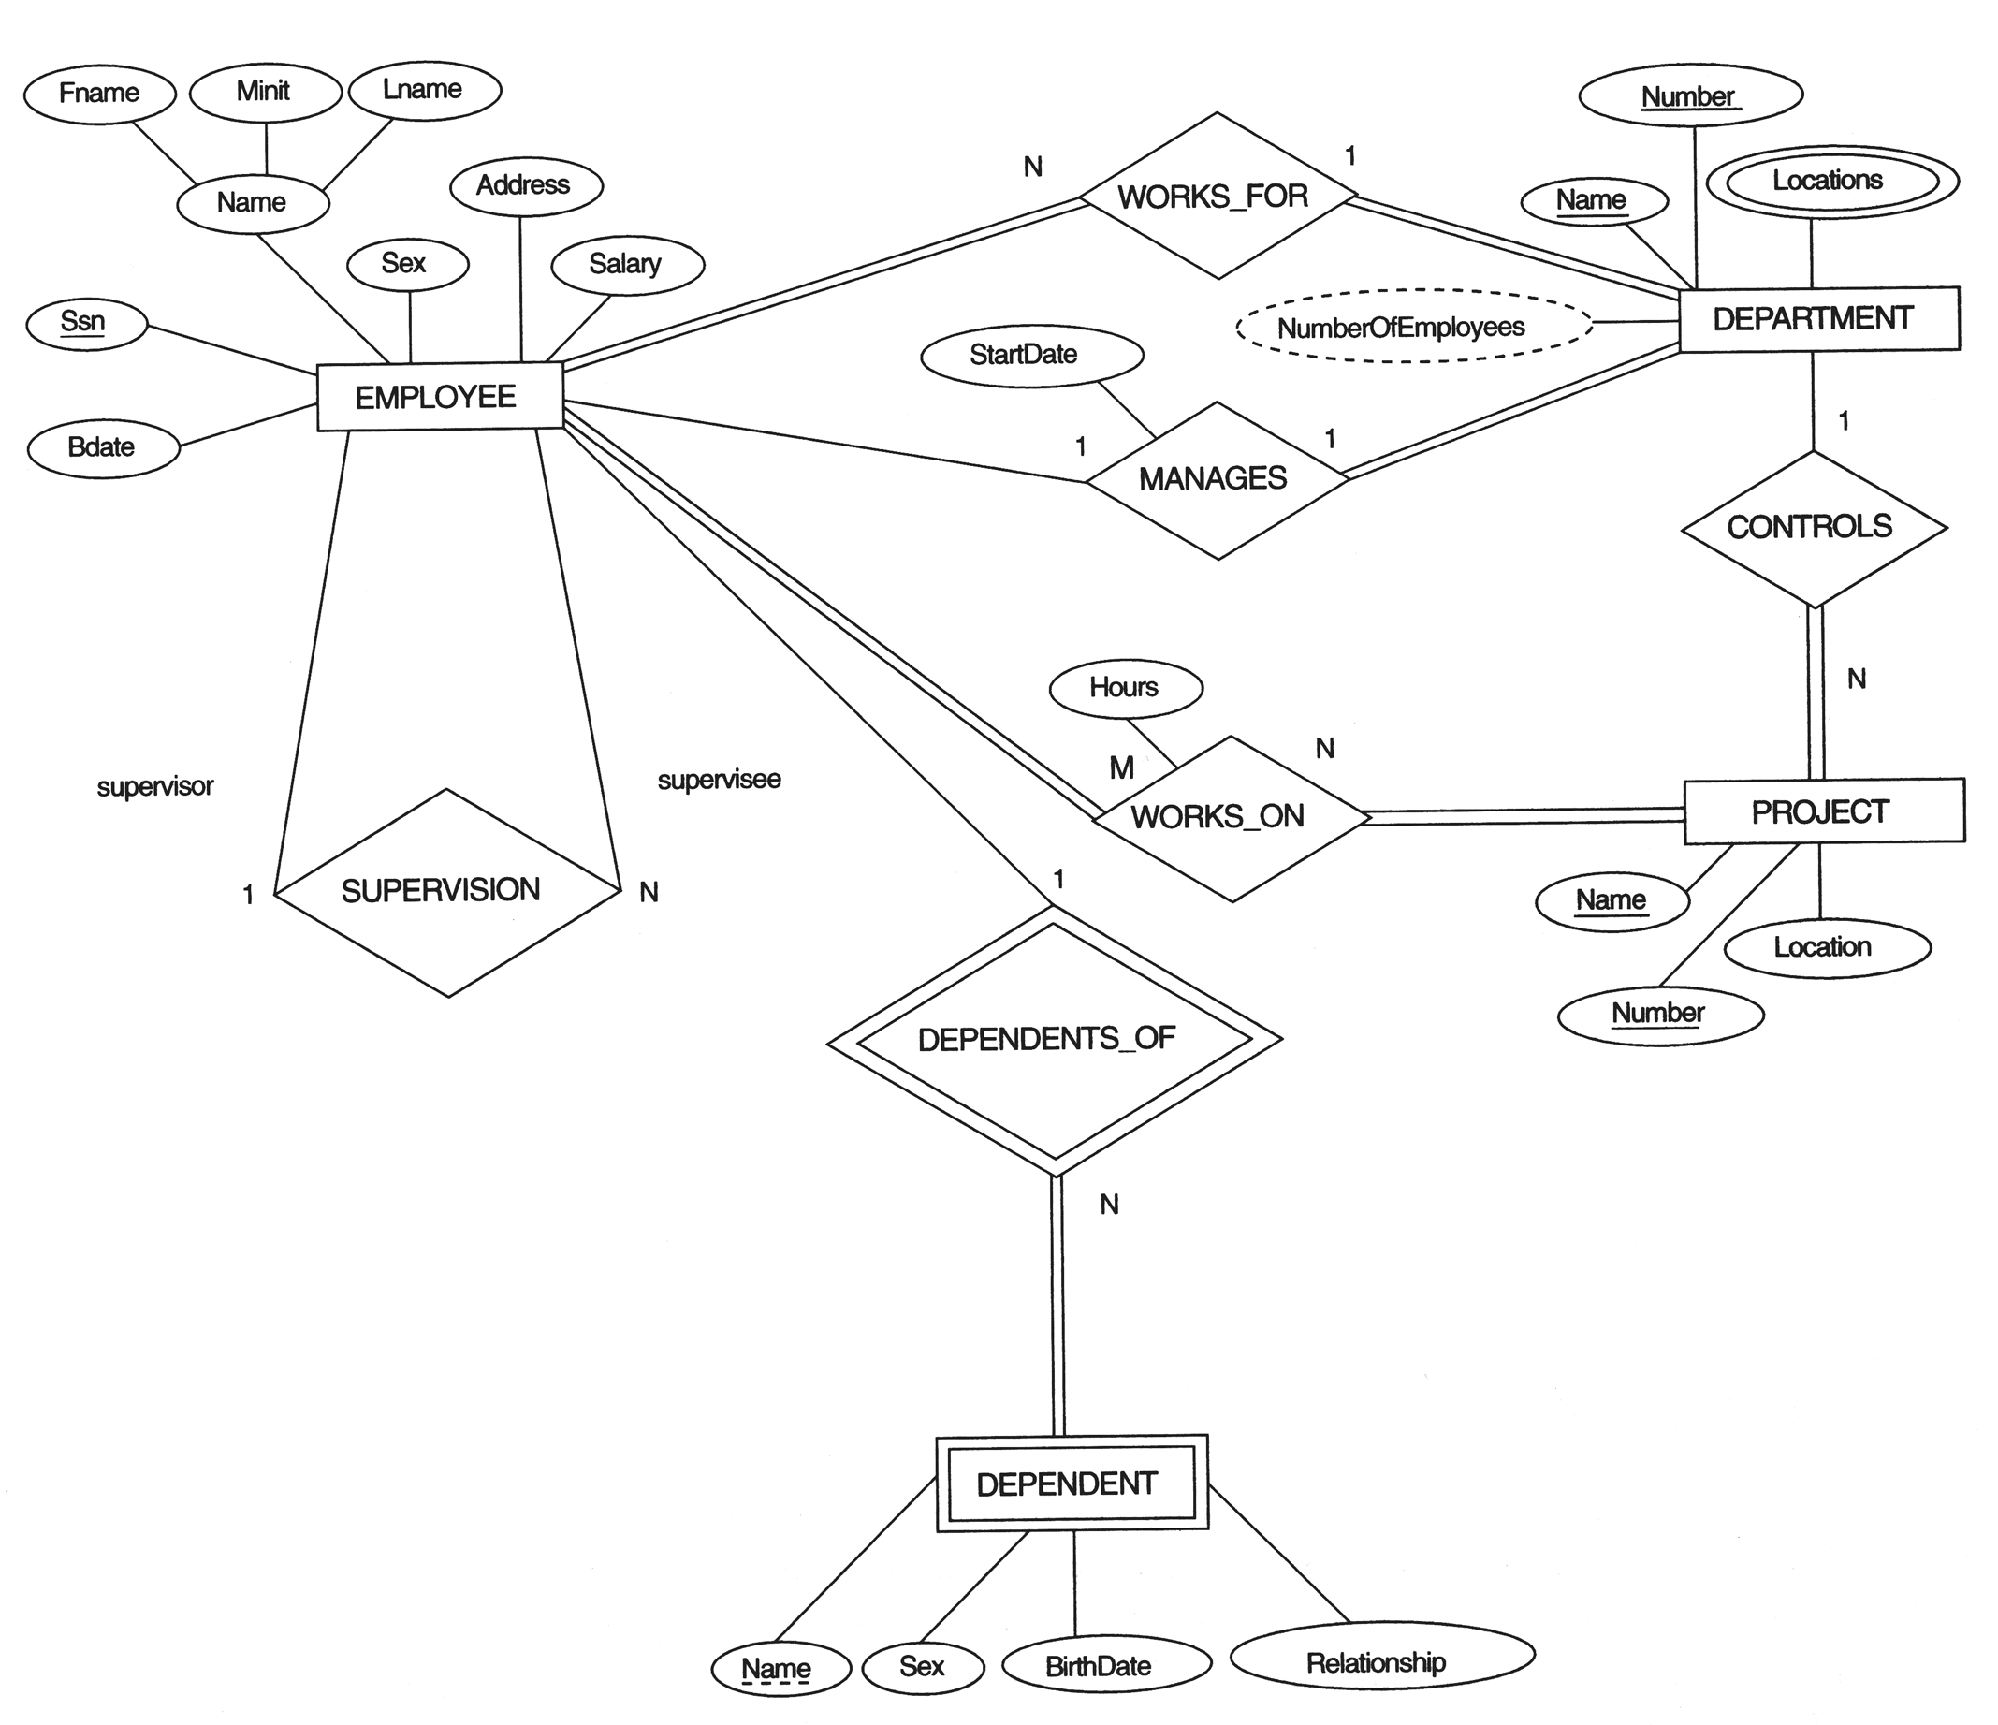 Fname
Minit
Lname
Number
N
1
WORKS_FOR
Name
Address
Name
Locations
Sex
Salary
Ssn
NumberOfEmployees
DEPARTMENT
StartDate
EMPLOYEE
Bdate
1
1
1
MANAGES
CONTROLS
N
Hours
N
M
supervisor
supervisee
WORKS_ON
PROJECT
1
SUPERVISION
N
1
Name
Location
Number
DEPENDENTS_OF
N
DEPENDENT
Name
Sex
BirthDate
Relationship